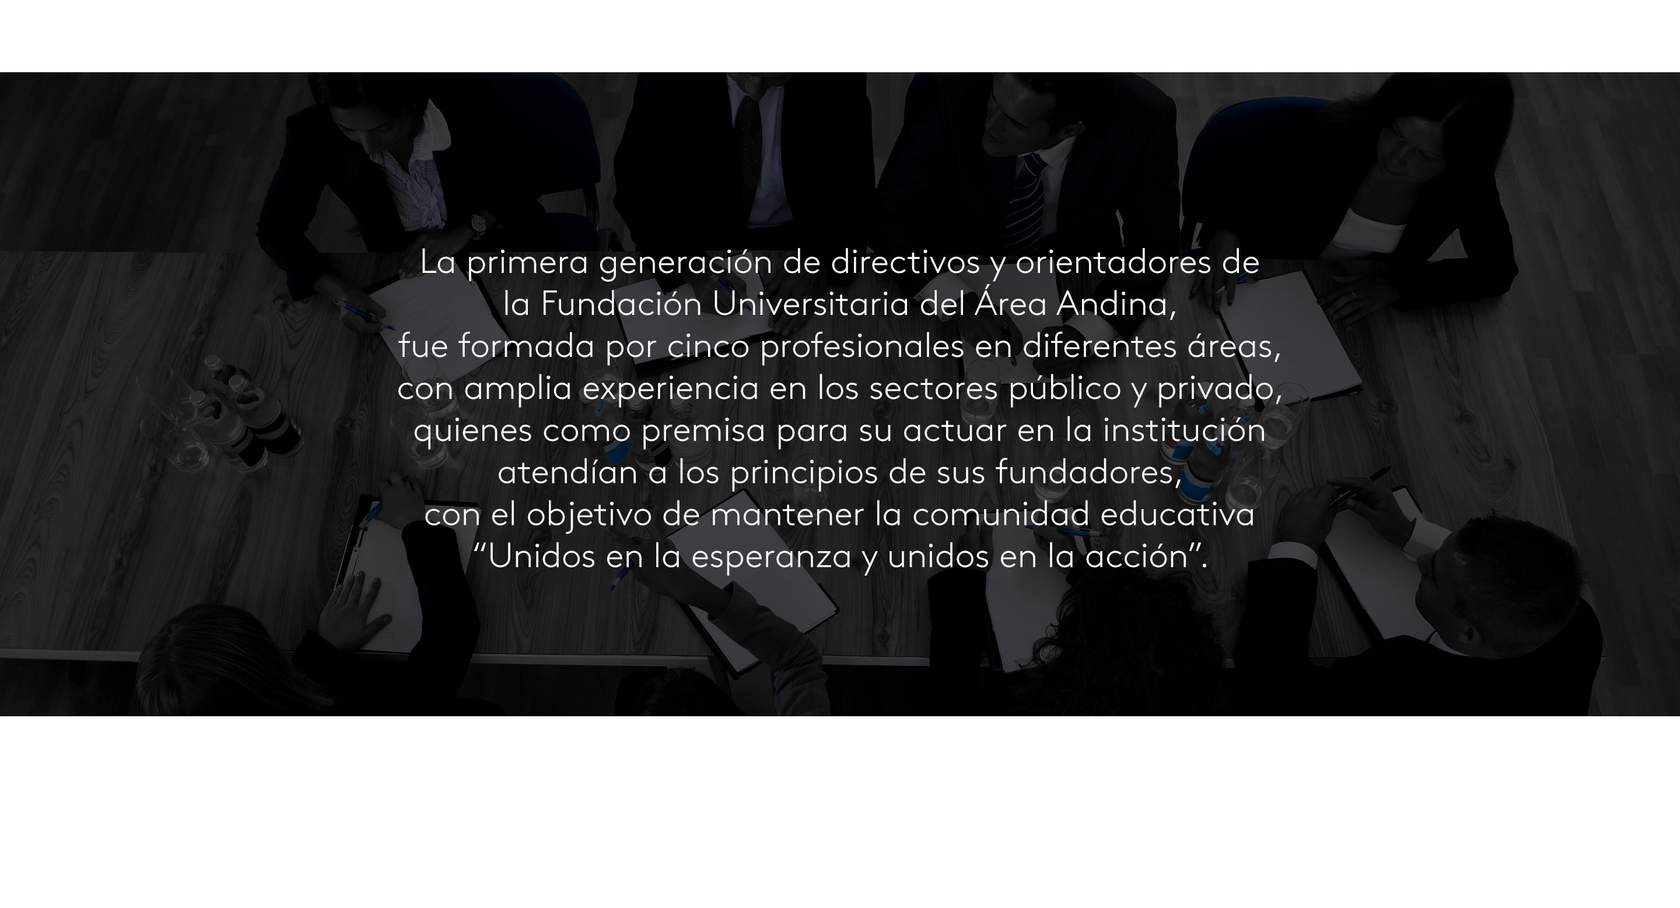 La primera generación de directivos y orientadores de
la Fundación Universitaria del Área Andina,
fue formada por cinco profesionales en diferentes áreas,
con amplia experiencia en los sectores público y privado,
quienes como premisa para su actuar en la institución
atendían a los principios de sus fundadores,
con el objetivo de mantener la comunidad educativa
“Unidos en la esperanza y unidos en la acción”.